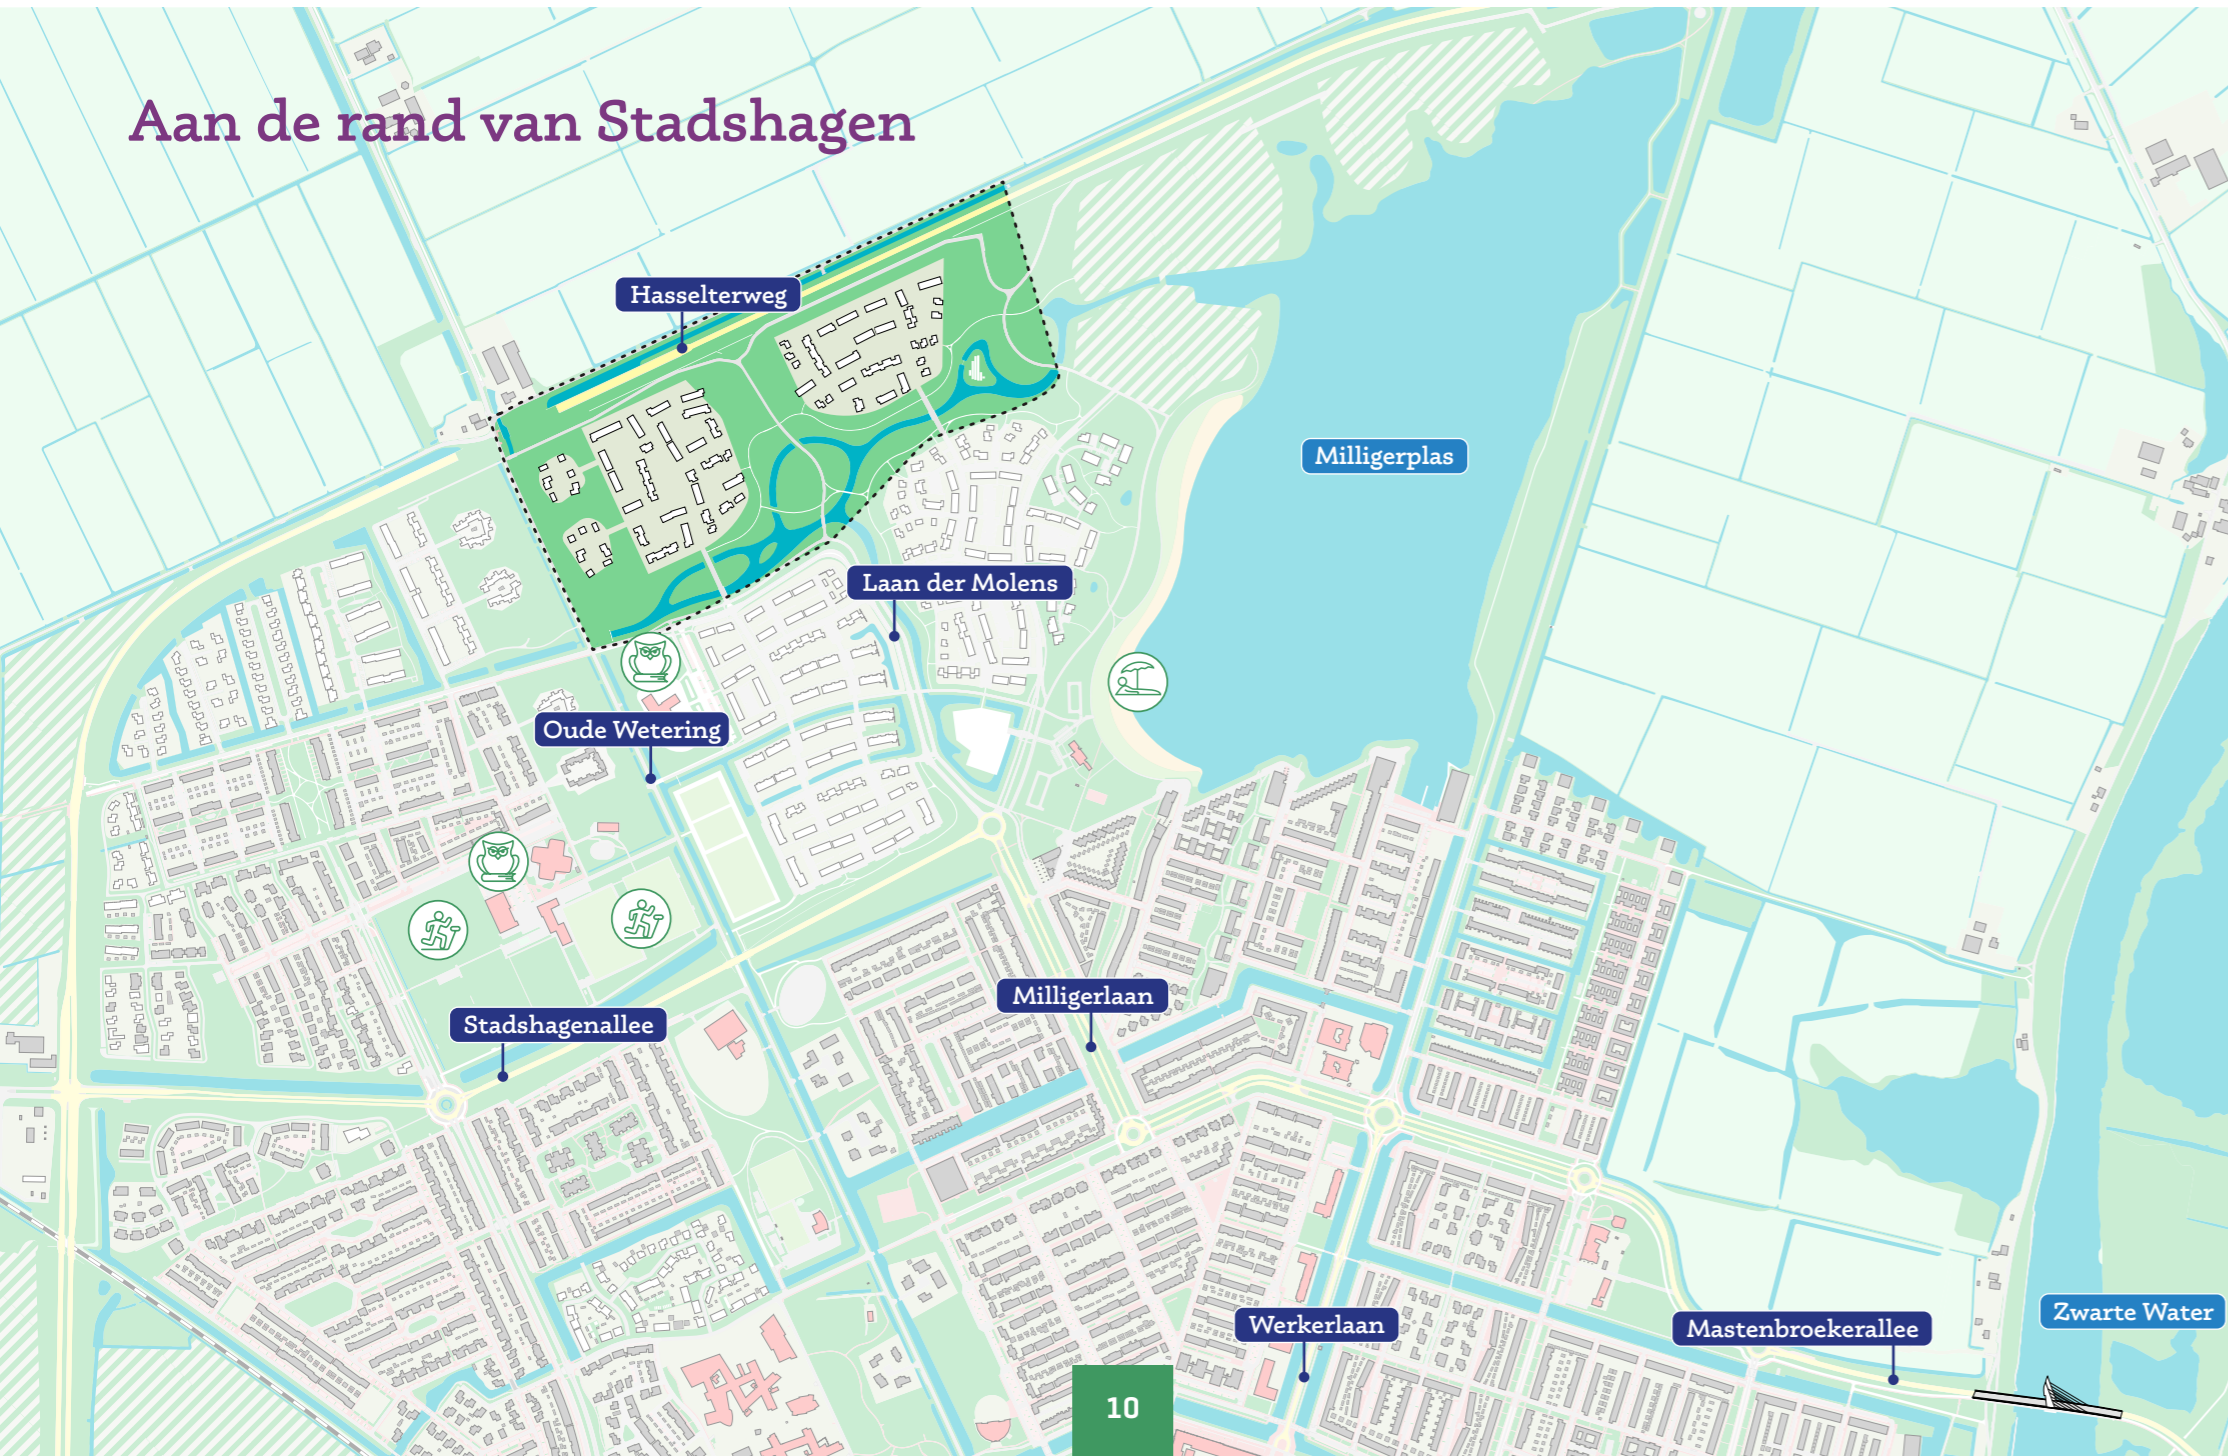 Aan de rand van Stadshagen
Hasselterweg
Milligerplas
Laan der Molens
Oude Wetering
Milligerlaan
Stadshagenallee
Zwarte Water
Werkerlaan
Mastenbroekerallee
10